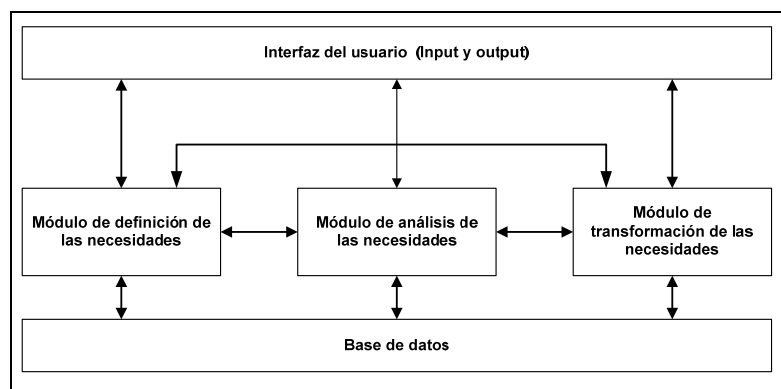 Interfaz del usuario (Input y output)
Módulo de definición de
las necesidades
Módulo de análisis de
las necesidades
Módulo de
transformación de las
necesidades
Base de datos